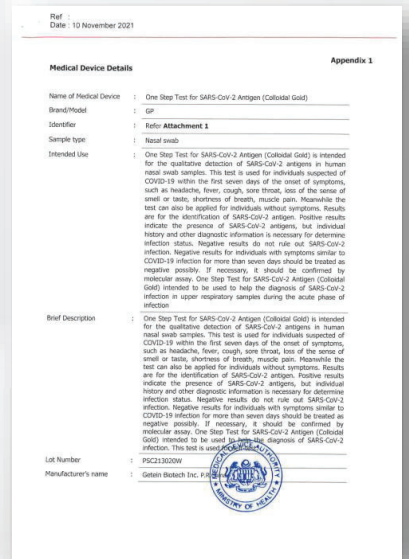 Ref :
Date : 10 November 2021
Appendix 1
Medical Device Details
Name of Medical Device : One Step Test for SARS-CoV-2 Antigen (Colloidal Gold)
Brand/Model : GP
Identifier : Refer Attachment 1
Sample type : Nasal swab
Intended Use : One Step Test for SARS-CoV-2 Antigen (Colloidal Gold) is intended
for the qualitative detection of SARS-CoV-2 antigens in human
nasal swab samples. This test is used for individuals suspected of
COVID-19 within the first seven days of the onset of symptoms,
such as headache, fever, cough, sore throat, loss of the sense of
smell or taste, shortness of breath, muscle pain. Meanwhile the
test can also be applied for individuals without symptoms. Results
are for the identification of SARS-CoV-2 antigen. Positive results
indicate the presence of SARS-CoV-2 antigens, but individual
history and other diagnostic information is necessary for determine
infection status. Negative results do not rule out SARS-CoV-2
infection. Negative results for individuals with symptoms similar to
COVID-19 infection for more than seven days should be treated as
negative possibly. If necessary, it should be confirmed by
molecular assay. One Step Test for SARS-CoV-2 Antigen (Colloidal
Gold) intended to be used to help the diagnosis of SARS-CoV-2
infection in upper respiratory samples during the acute phase of
infection
Brief Description : One Step Test for SARS-CoV-2 Antigen (Colloidal Gold) is intended
for the qualitative detection of SARS-CoV-2 antigens in human
nasal swab samples. This test is used for individuals suspected of
COVID-19 within the first seven days of the onset of symptoms,
such as headache, fever, cough, sore throat, loss of the sense of
smell or taste, shortness of breath, muscle pain. Meanwhile the
test can also be applied for individuals without symptoms. Results
are for the identification of SARS-CoV-2 antigen. Positive results
indicate the presence of SARS-CoV-2 antigens, but individual
history and other diagnostic information is necessary for determine
infection status. Negative results do not rule out SARS-CoV-2
infection. Negative results for individuals with symptoms similar to
COVID-19 infection for more than seven days should be treated as
negative possibly. If necessary, it should be confirmed by
molecular assay. One Step Test for SARS-CoV-2 Antigen (Colloidal
Gold) intended to be used to help the diagnosis of SARS-CoV-2
infection. This test is used
Lot Number : PSC213020W
Manufacturer's name : Getein Biotech Inc. P.R.
MEDICAL DEVICE AUTHORITY
MINISTRY OF HEALTH